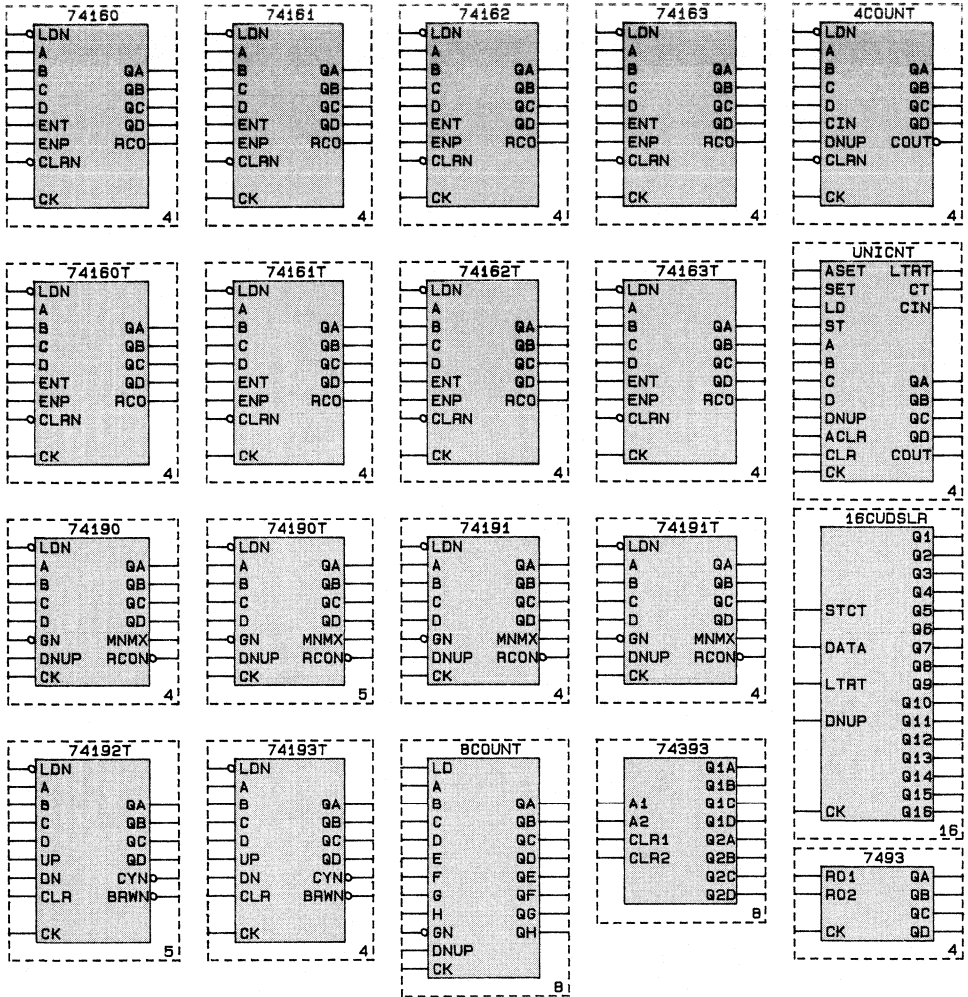 74160
LDN
A
B QA
C QB
D QC
ENT QD
ENP RCO
CLRN
CK
4
74161
LDN
A
B QA
C QB
D QC
ENT QD
ENP RCO
CLRN
CK
4
74162
LDN
A
B QA
C QB
D QC
ENT QD
ENP RCO
CLRN
CK
4
74163
LDN
A
B QA
C QB
D QC
ENT QD
ENP RCO
CLRN
CK
4
4COUNT
LDN
A
B QA
C QB
D QC
CIN QD
DNUP COUT
CLRN
CK
4
74160T
LDN
A
B QA
C QB
D QC
ENT QD
ENP RCO
CLRN
CK
4
74161T
LDN
A
B QA
C QB
D QC
ENT QD
ENP RCO
CLRN
CK
4
74162T
LDN
A
B QA
C QB
D QC
ENT QD
ENP RCO
CLRN
CK
4
74163T
LDN
A
B QA
C QB
D QC
ENT QD
ENP RCO
CLRN
CK
4
UNICNT
ASET LTRT
SET CT
LD CIN
ST
A
B
C QA
D QB
DNUP QC
ACLR QD
CLR COUT
CK
4
74190
LDN
A QA
B QB
C QC
D QD
GN MNMX
DNUP RCON
CK
4
74190T
LDN
A QA
B QB
C QC
D QD
GN MNMX
DNUP RCON
CK
5
74191
LDN
A QA
B QB
C QC
D QD
GN MNMX
DNUP RCON
CK
4
74191T
LDN
A QA
B QB
C QC
D QD
GN MNMX
DNUP RCON
CK
4
16CUDSLR
Q1
Q2
Q3
Q4
STCT Q5
Q6
DATA Q7
Q8
LTRT Q9
Q10
DNUP Q11
Q12
Q13
Q14
Q15
CK Q16
16
74192T
LDN
A
B QA
C QB
D QC
UP QD
DN CYN
CLR BRWN
CK
5
74193T
LDN
A
B QA
C QB
D QC
UP QD
DN CYN
CLR BRWN
CK
4
8COUNT
LD
A
B QA
C QB
D QC
E QD
F QE
G QF
H QG
GN QH
DNUP
CK
8
74393
Q1A
Q1B
A1 Q1C
A2 Q1D
CLR1 Q2A
CLR2 Q2B
Q2C
Q2D
8
7493
RO1 QA
RO2 QB
QC
CK QD
4